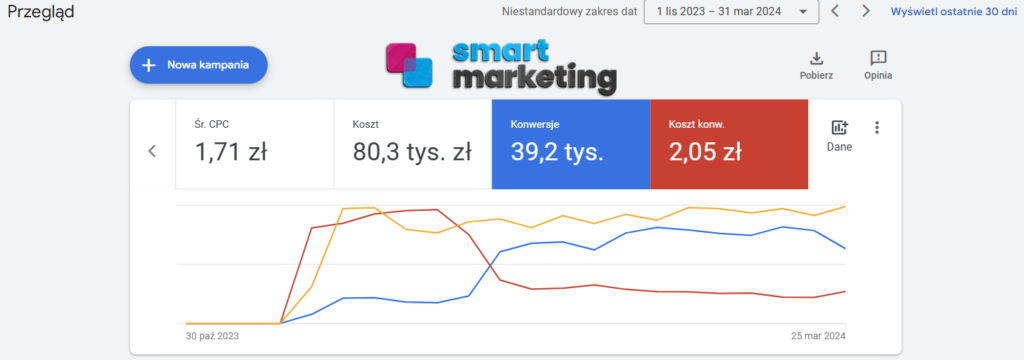 Przegląd
Niestandardowy zakres dat
1 lis 2023 – 31 mar 2024
Wyświetl ostatnie 30 dni
Nowa kampania
smart
marketing
Pobierz
Opinia
Śr. CPC
1,71 zł
Koszt
80,3 tys. zł
Konwersje
39,2 tys.
Koszt konw.
2,05 zł
Dane
30 paź 2023
25 mar 2024